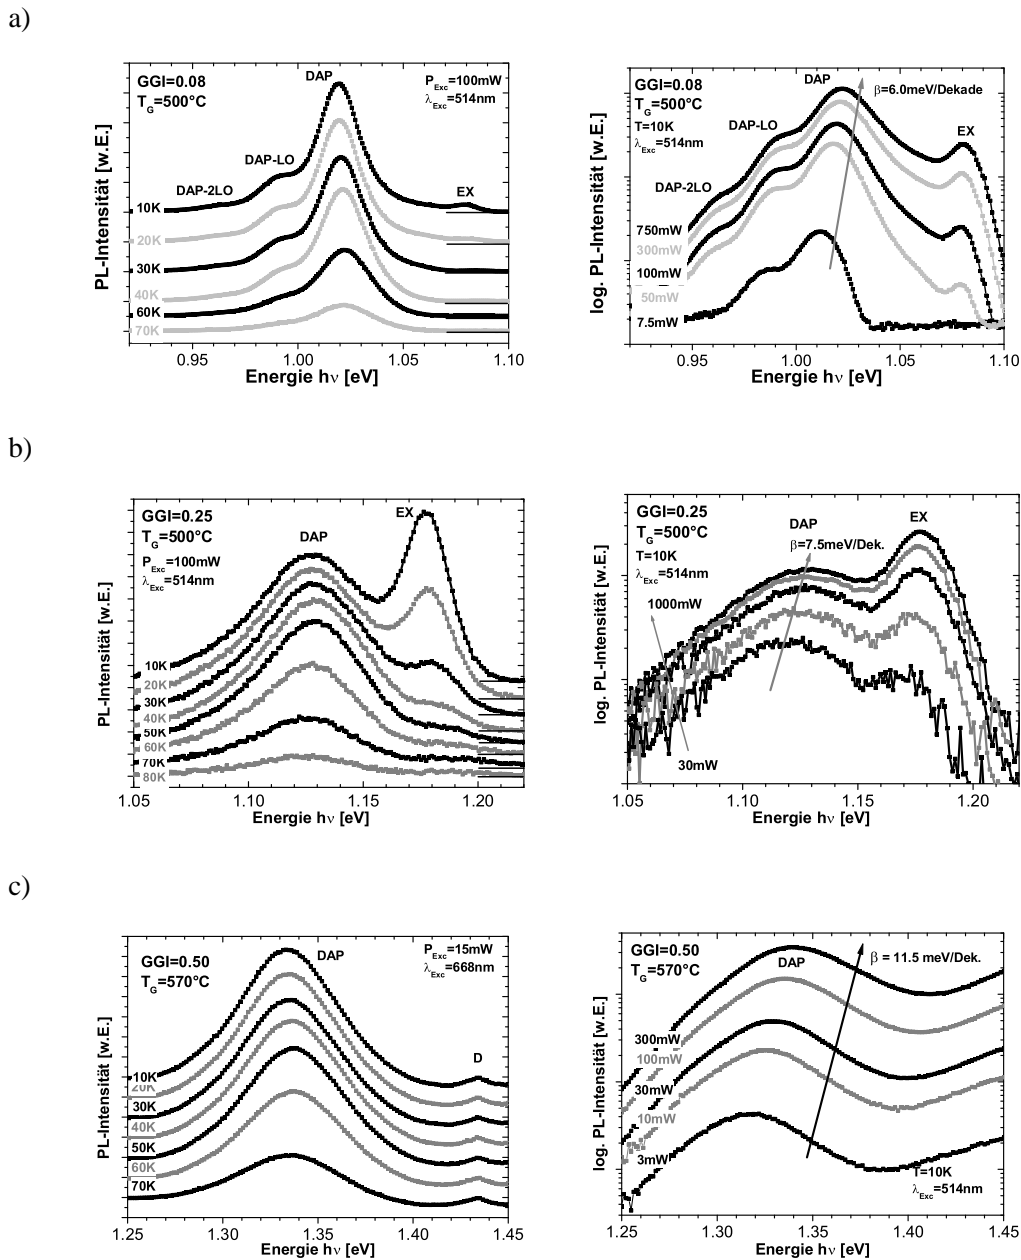 a)
GGI=0.08
T_G=500°C
DAP
P_Exc=100mW
λ_Exc=514nm
DAP-LO
DAP-2LO
EX
10K
20K
30K
40K
60K
70K
PL-Intensität [w.E.]
0.95 1.00 1.05 1.10
Energie hν [eV]
GGI=0.08
T_G=500°C
T=10K
λ_Exc=514nm
DAP
β=6.0meV/Dekade
DAP-LO
EX
DAP-2LO
750mW
300mW
100mW
50mW
7.5mW
log. PL-Intensität [w.E.]
0.95 1.00 1.05 1.10
Energie hν [eV]
b)
GGI=0.25
T_G=500°C
P_Exc=100mW
λ_Exc=514nm
DAP
EX
10K
20K
30K
40K
50K
60K
70K
80K
PL-Intensität [w.E.]
1.05 1.10 1.15 1.20
Energie hν [eV]
GGI=0.25
T_G=500°C
T=10K
λ_Exc=514nm
DAP
β=7.5meV/Dek.
EX
1000mW
30mW
log. PL-Intensität [w.E.]
1.05 1.10 1.15 1.20
Energie hν [eV]
c)
GGI=0.50
T_G=570°C
DAP
P_Exc=15mW
λ_Exc=668nm
D
10K
20K
30K
40K
50K
60K
70K
PL-Intensität [w.E.]
1.25 1.30 1.35 1.40 1.45
Energie hν [eV]
GGI=0.50
T_G=570°C
DAP
β = 11.5 meV/Dek.
300mW
100mW
30mW
10mW
3mW
T=10K
λ_Exc=514nm
log. PL-Intensität [w.E.]
1.25 1.30 1.35 1.40 1.45
Energie hν [eV]